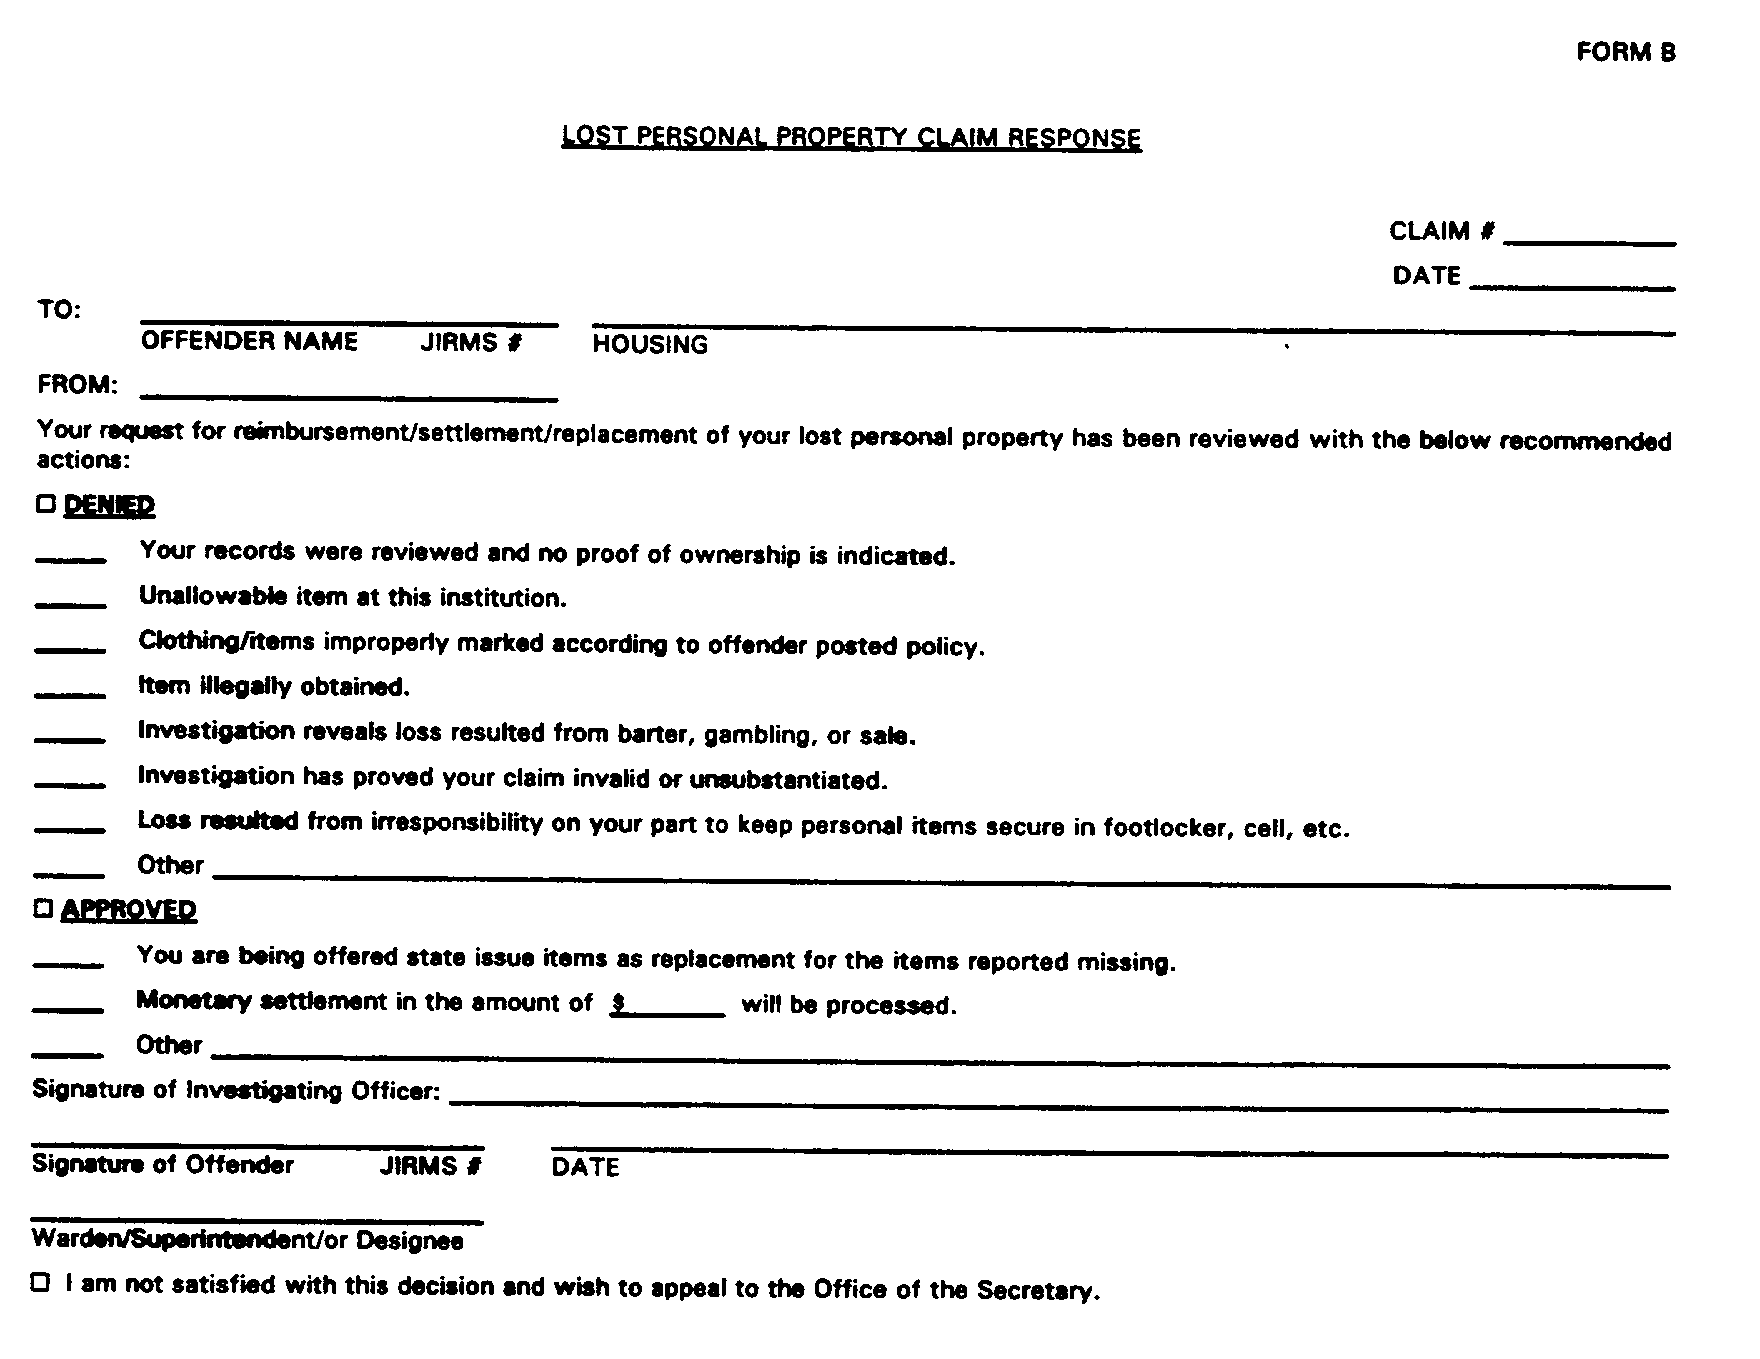 FORM B
LOST PERSONAL PROPERTY CLAIM RESPONSE
CLAIM #
DATE
TO:
OFFENDER NAME JIRMS # HOUSING
FROM:
Your request for reimbursement/settlement/replacement of your lost personal property has been reviewed with the below recommended
actions:
☐ DENIED
Your records were reviewed and no proof of ownership is indicated.
Unallowable item at this institution.
Clothing/items improperly marked according to offender posted policy.
Item illegally obtained.
Investigation reveals loss resulted from barter, gambling, or sale.
Investigation has proved your claim invalid or unsubstantiated.
Loss resulted from irresponsibility on your part to keep personal items secure in footlocker, cell, etc.
Other
☐ APPROVED
You are being offered state issue items as replacement for the items reported missing.
Monetary settlement in the amount of $ will be processed.
Other
Signature of Investigating Officer:
Signature of Offender JIRMS # DATE
Warden/Superintendent/or Designee
☐ I am not satisfied with this decision and wish to appeal to the Office of the Secretary.